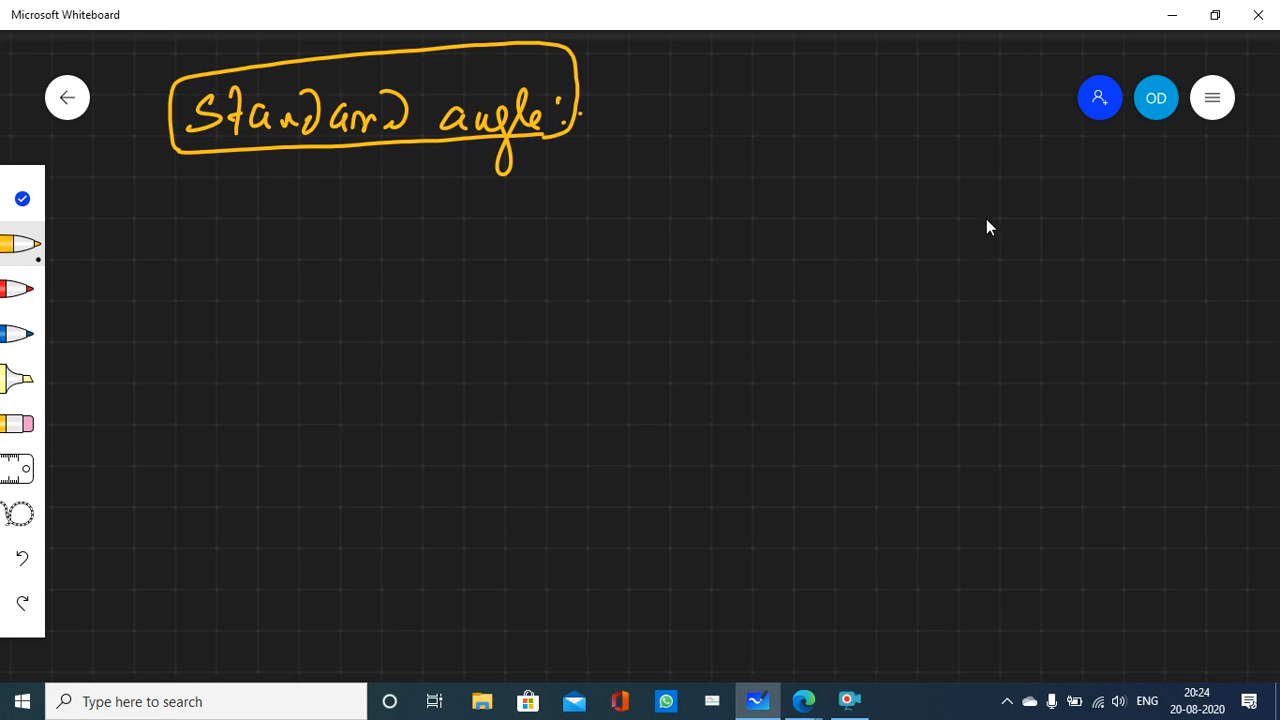 Microsoft Whiteboard
Standard angle:
OD
Type here to search
ENG
20:24
20-08-2020